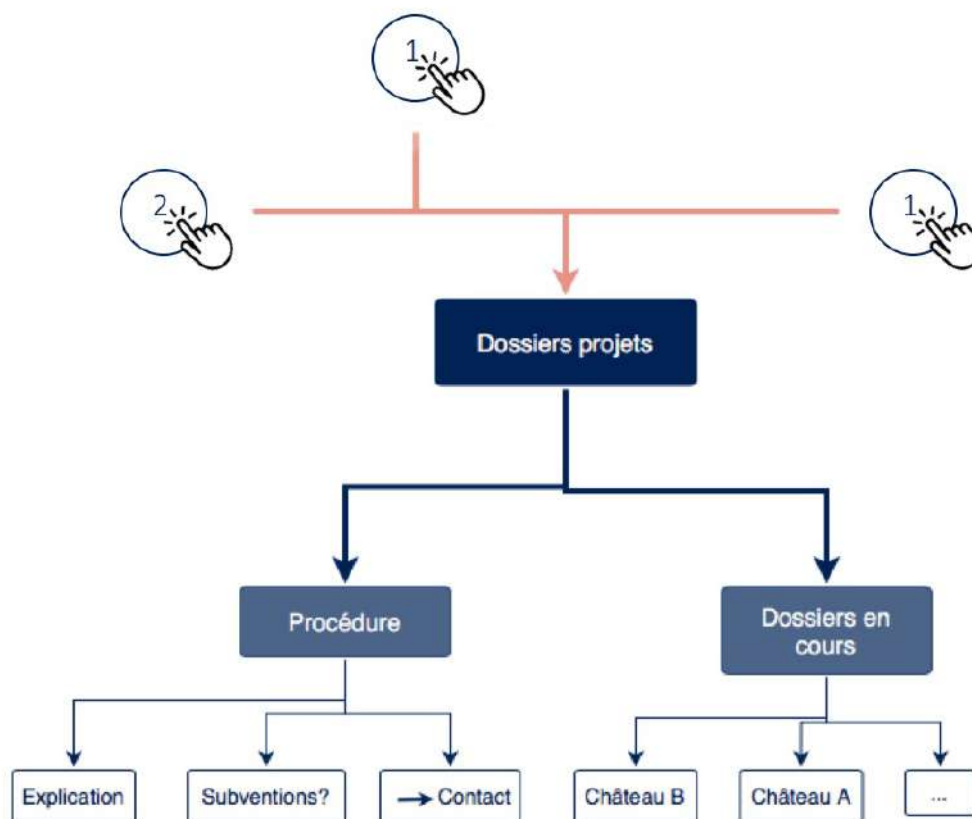 1
2
1
Dossiers projets
Procédure
Dossiers en
cours
Explication
Subventions?
→ Contact
Château B
Château A
...